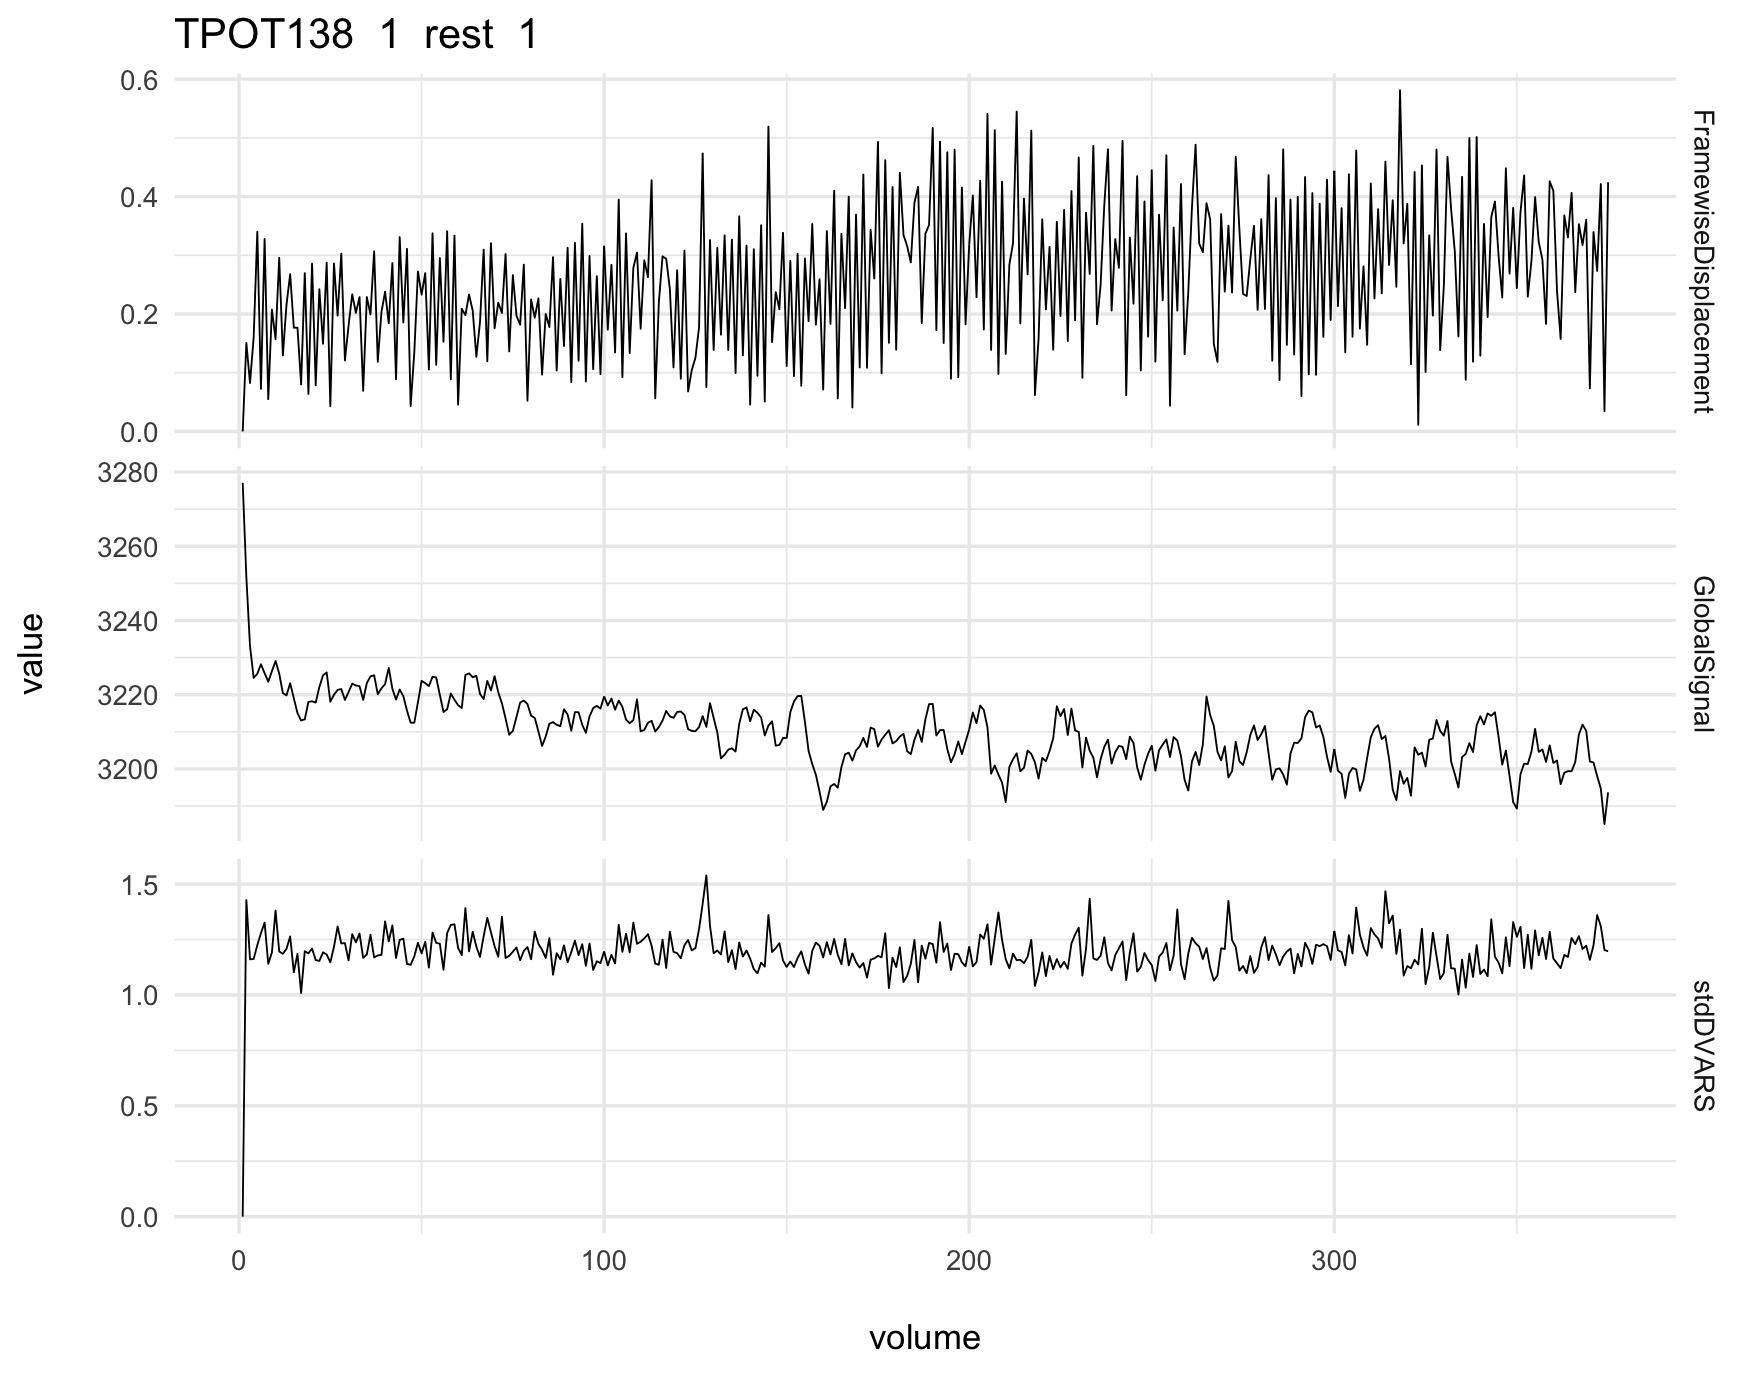 TPOT138 1 rest 1
0.6
0.4
0.2
0.0
FramewiseDisplacement
3280
3260
3240
3220
3200
GlobalSignal
value
1.5
1.0
0.5
0.0
stdDVARS
0 100 200 300
volume